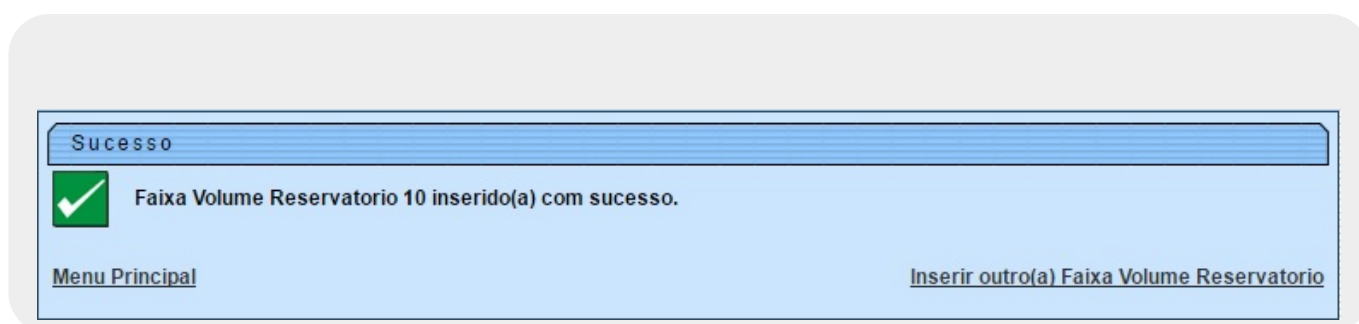 Sucesso
Faixa Volume Reservatorio 10 inserido(a) com sucesso.
Menu Principal
Inserir outro(a) Faixa Volume Reservatorio